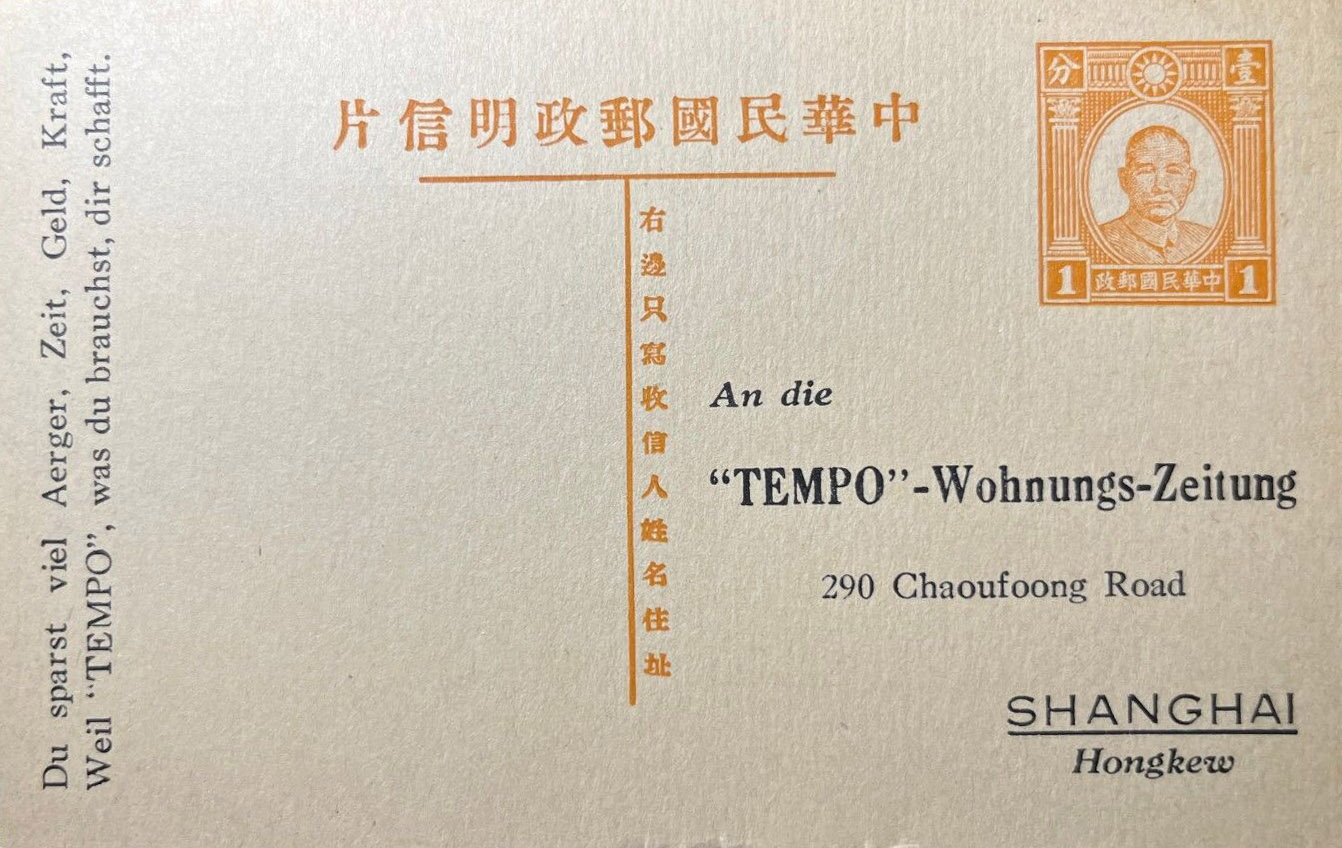 中華民國郵政明信片
分 壹
1 中華民國郵政 1
右邊只寫收信人姓名住址
An die
“TEMPO”-Wohnungs-Zeitung
290 Chaoufoong Road
SHANGHAI
Hongkew
Du sparst viel Aerger, Zeit, Geld, Kraft,
Weil “TEMPO”, was du brauchst, dir schafft.